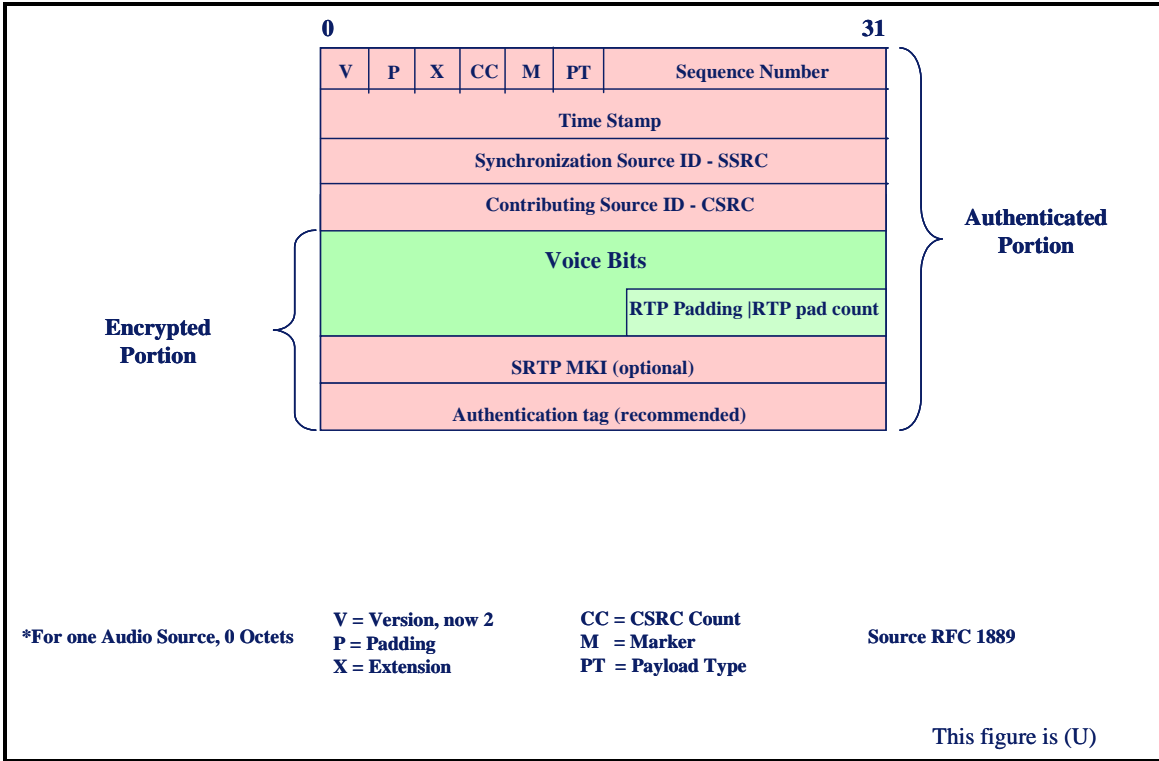 0 31
V P X CC M PT Sequence Number
Time Stamp
Synchronization Source ID - SSRC
Contributing Source ID - CSRC
Authenticated
Portion
Voice Bits
RTP Padding |RTP pad count
Encrypted
Portion
SRTP MKI (optional)
Authentication tag (recommended)
*For one Audio Source, 0 Octets
V = Version, now 2
P = Padding
X = Extension
CC = CSRC Count
M = Marker
PT = Payload Type
Source RFC 1889
This figure is (U)